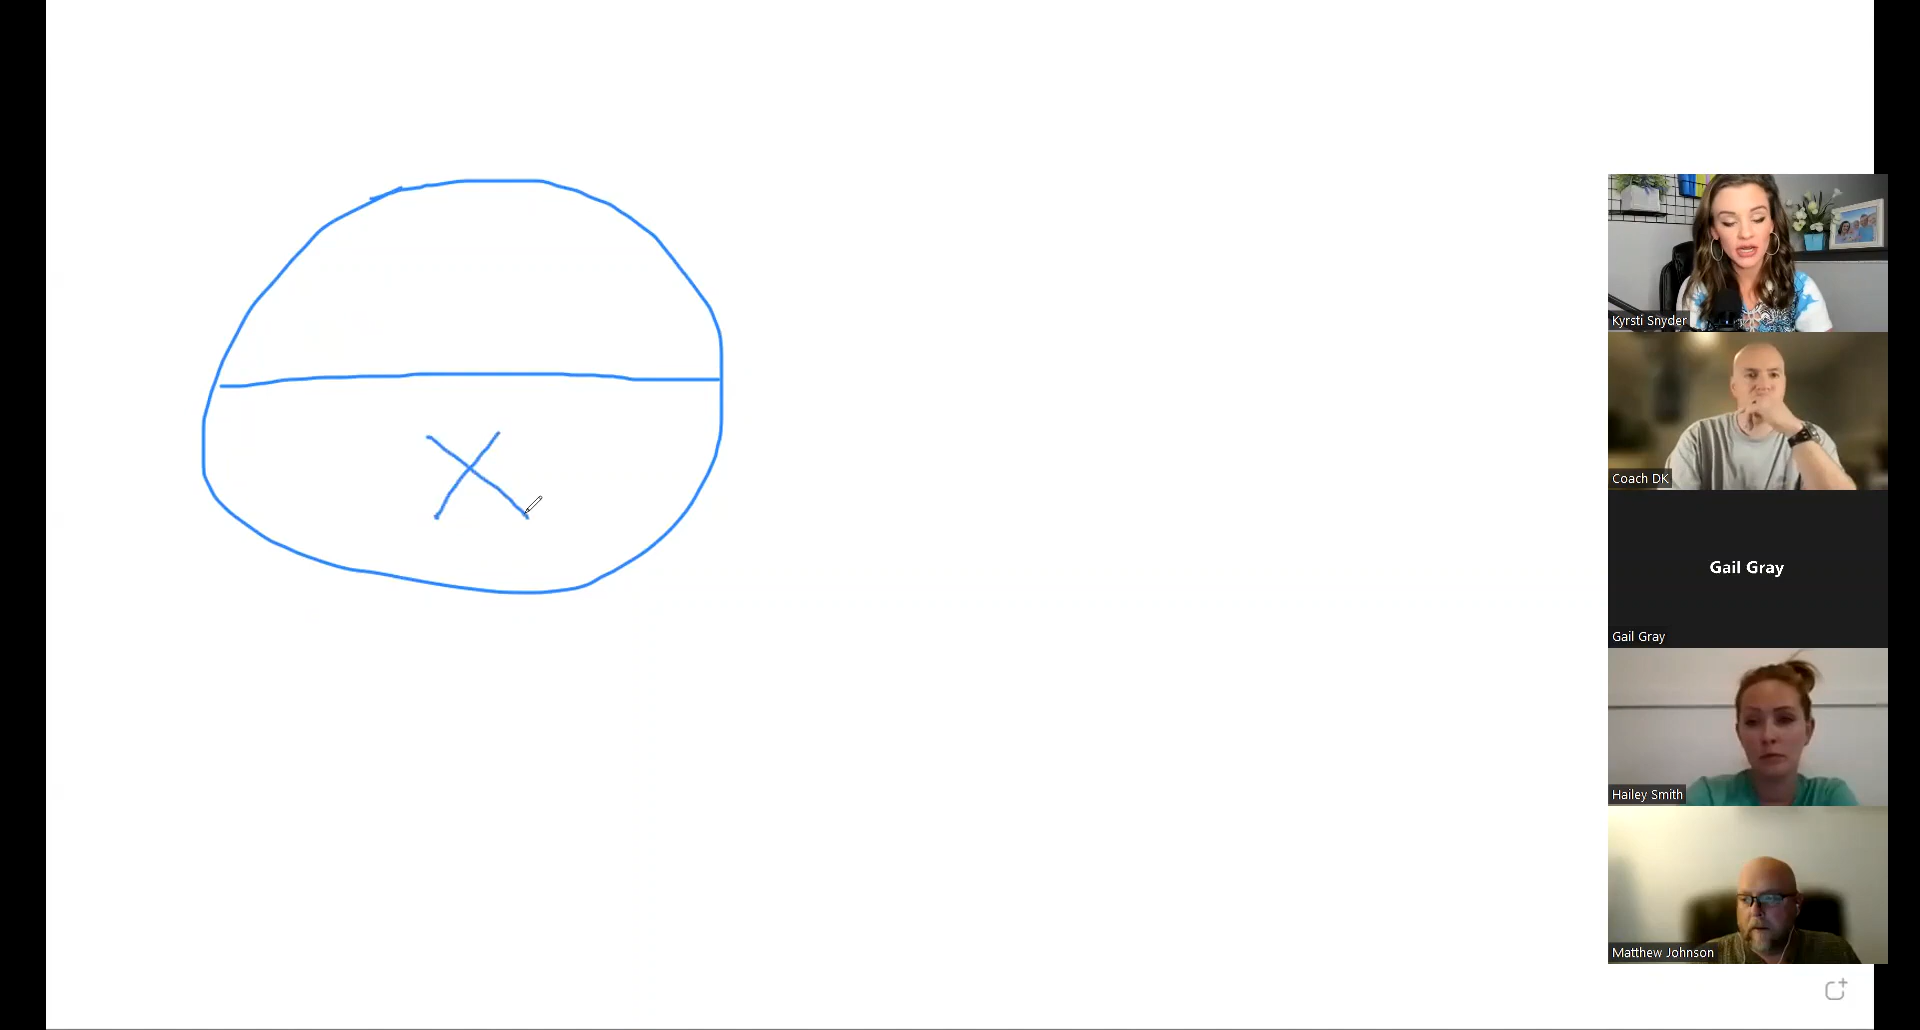 X
Kyrsti Snyder
Coach DK
Gail Gray
Gail Gray
Hailey Smith
Matthew Johnson